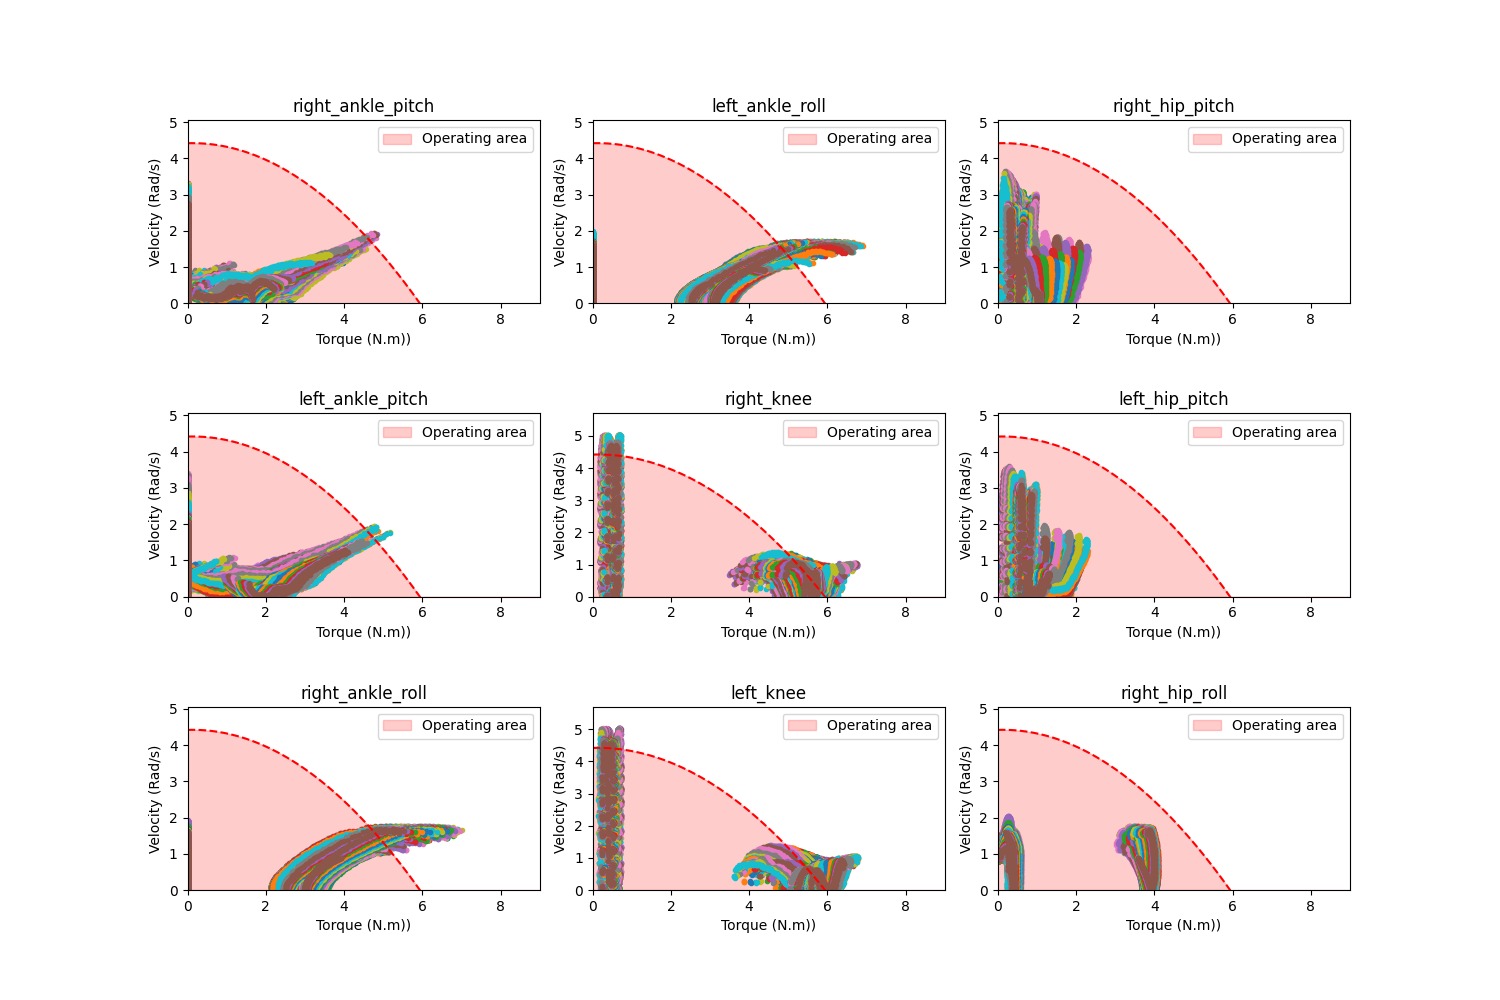 right_ankle_pitch
left_ankle_roll
right_hip_pitch
Operating area
Operating area
Operating area
Velocity (Rad/s)
Velocity (Rad/s)
Velocity (Rad/s)
5
4
3
2
1
0
5
4
3
2
1
0
5
4
3
2
1
0
0 2 4 6 8
0 2 4 6 8
0 2 4 6 8
Torque (N.m))
Torque (N.m))
Torque (N.m))
left_ankle_pitch
right_knee
left_hip_pitch
Operating area
Operating area
Operating area
Velocity (Rad/s)
Velocity (Rad/s)
Velocity (Rad/s)
5
4
3
2
1
0
5
4
3
2
1
0
5
4
3
2
1
0
0 2 4 6 8
0 2 4 6 8
0 2 4 6 8
Torque (N.m))
Torque (N.m))
Torque (N.m))
right_ankle_roll
left_knee
right_hip_roll
Operating area
Operating area
Operating area
Velocity (Rad/s)
Velocity (Rad/s)
Velocity (Rad/s)
5
4
3
2
1
0
5
4
3
2
1
0
5
4
3
2
1
0
0 2 4 6 8
0 2 4 6 8
0 2 4 6 8
Torque (N.m))
Torque (N.m))
Torque (N.m))